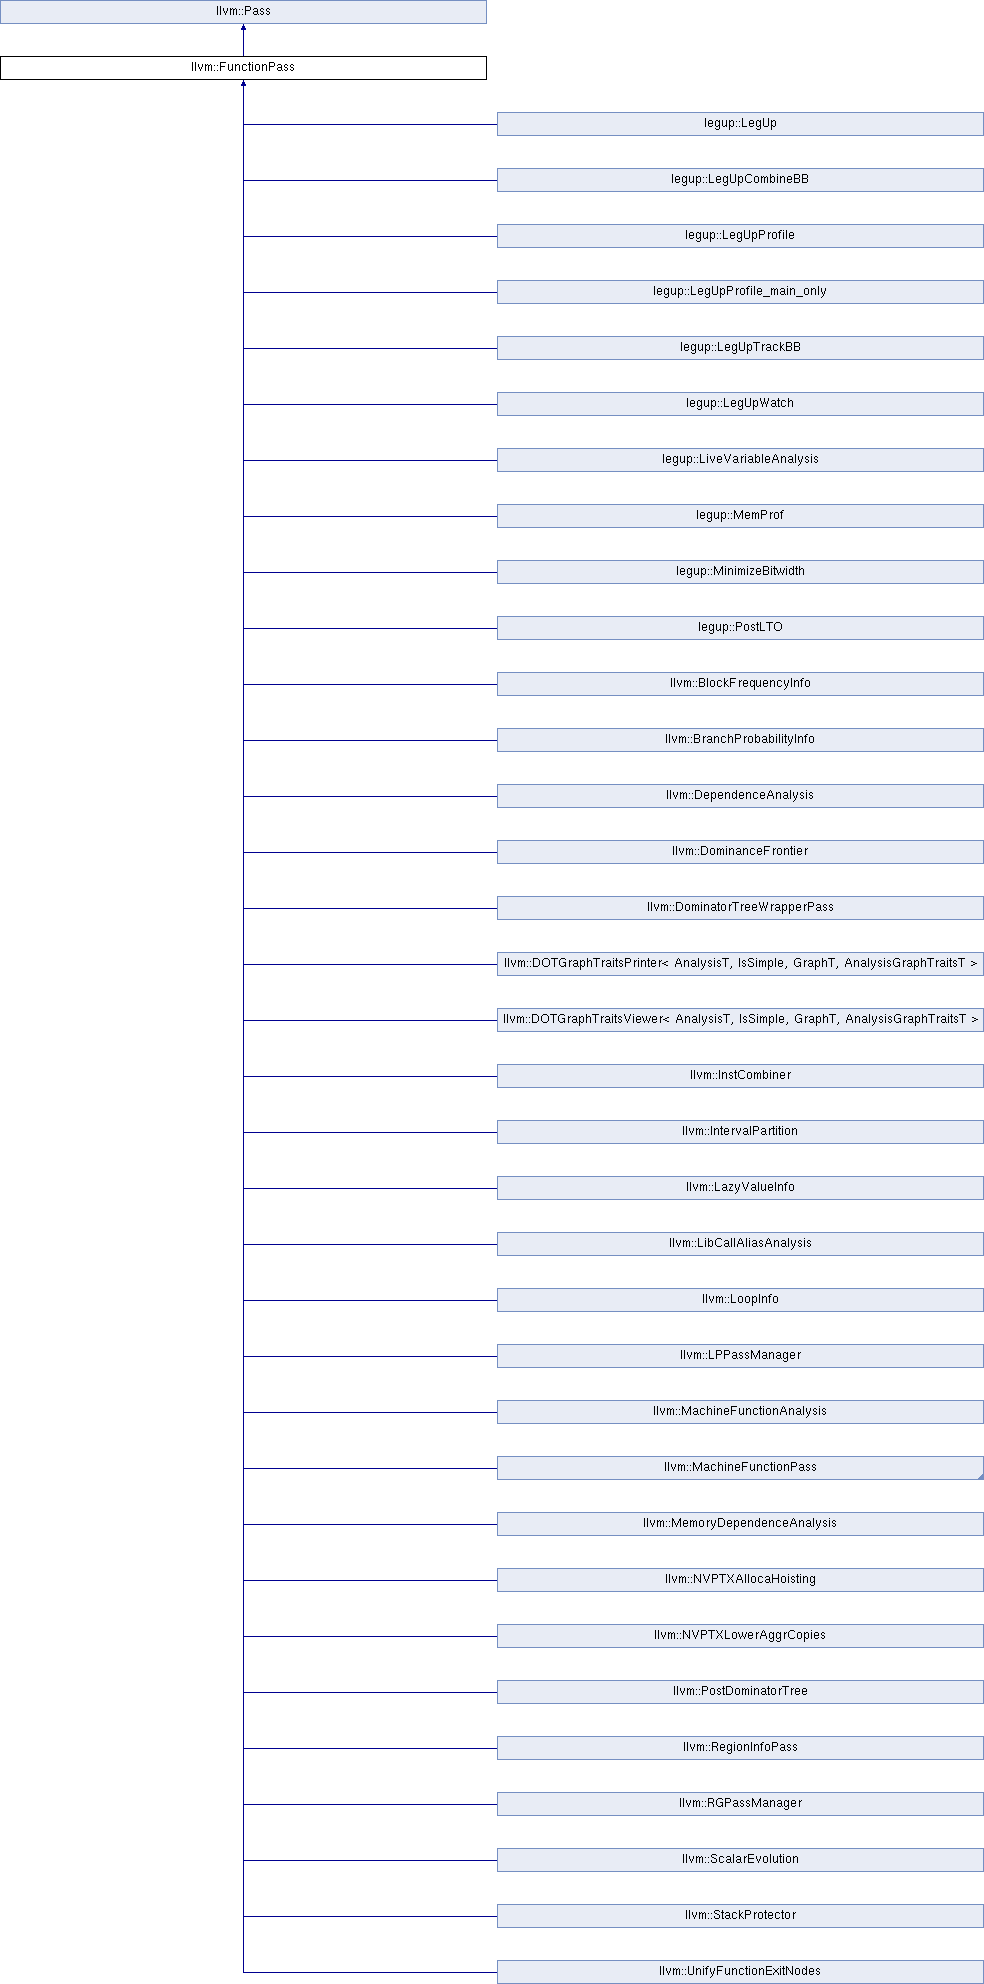 llvm::Pass
llvm::FunctionPass
legup::LegUp
legup::LegUpCombineBB
legup::LegUpProfile
legup::LegUpProfile_main_only
legup::LegUpTrackBB
legup::LegUpWatch
legup::LiveVariableAnalysis
legup::MemProf
legup::MinimizeBitwidth
legup::PostLTO
llvm::BlockFrequencyInfo
llvm::BranchProbabilityInfo
llvm::DependenceAnalysis
llvm::DominanceFrontier
llvm::DominatorTreeWrapperPass
llvm::DOTGraphTraitsPrinter< AnalysisT, IsSimple, GraphT, AnalysisGraphTraitsT >
llvm::DOTGraphTraitsViewer< AnalysisT, IsSimple, GraphT, AnalysisGraphTraitsT >
llvm::InstCombiner
llvm::IntervalPartition
llvm::LazyValueInfo
llvm::LibCallAliasAnalysis
llvm::LoopInfo
llvm::LPPassManager
llvm::MachineFunctionAnalysis
llvm::MachineFunctionPass
llvm::MemoryDependenceAnalysis
llvm::NVPTXAllocaHoisting
llvm::NVPTXLowerAggrCopies
llvm::PostDominatorTree
llvm::RegionInfoPass
llvm::RGPassManager
llvm::ScalarEvolution
llvm::StackProtector
llvm::UnifyFunctionExitNodes